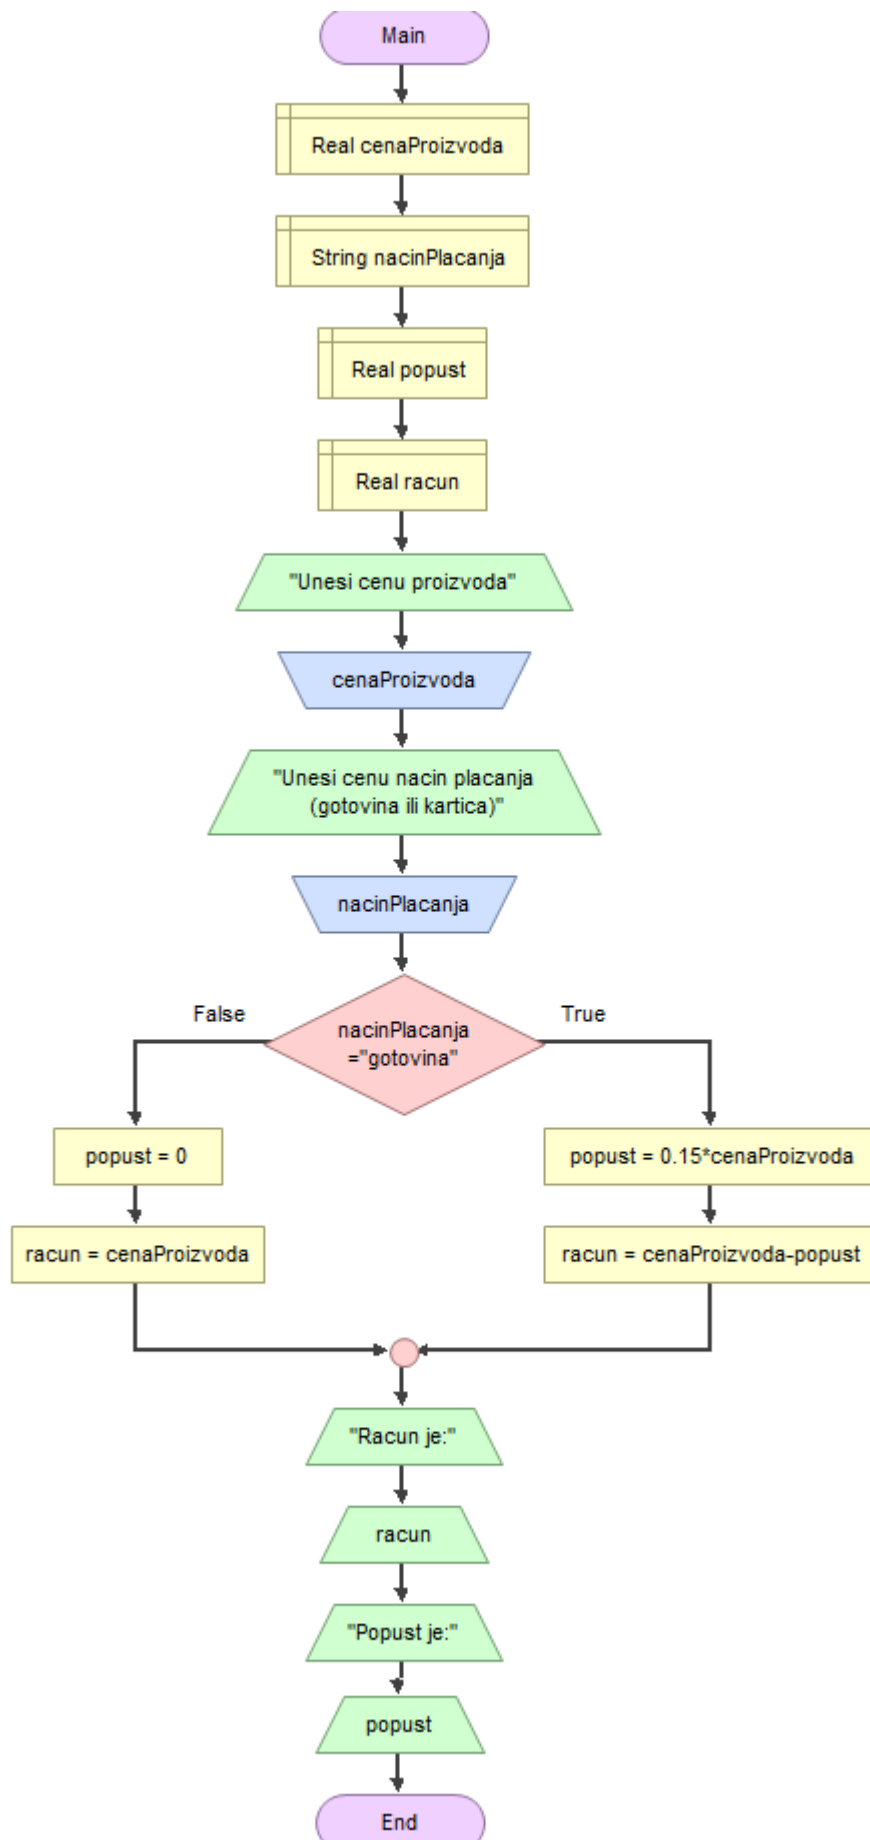 Main
Real cenaProizvoda
String nacinPlacanja
Real popust
Real racun
"Unesi cenu proizvoda"
cenaProizvoda
"Unesi cenu nacin placanja
(gotovina ili kartica)"
nacinPlacanja
False
True
nacinPlacanja
="gotovina"
popust = 0
popust = 0.15*cenaProizvoda
racun = cenaProizvoda
racun = cenaProizvoda-popust
"Racun je:"
racun
"Popust je:"
popust
End